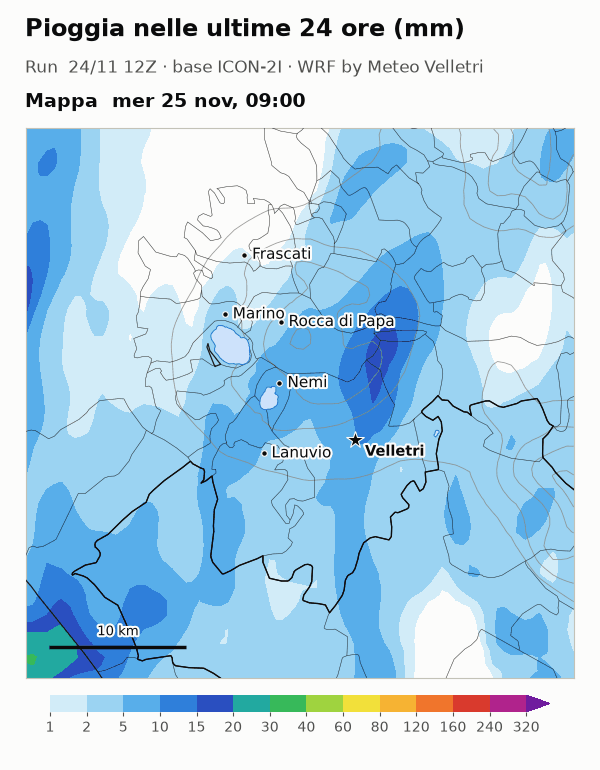 Pioggia nelle ultime 24 ore (mm)
Run 24/11 12Z · base ICON-2I · WRF by Meteo Velletri
Mappa mer 25 nov, 09:00
Frascati
Marino
Rocca di Papa
Nemi
Velletri
Lanuvio
10 km
1 2 5 10 15 20 30 40 60 80 120 160 240 320